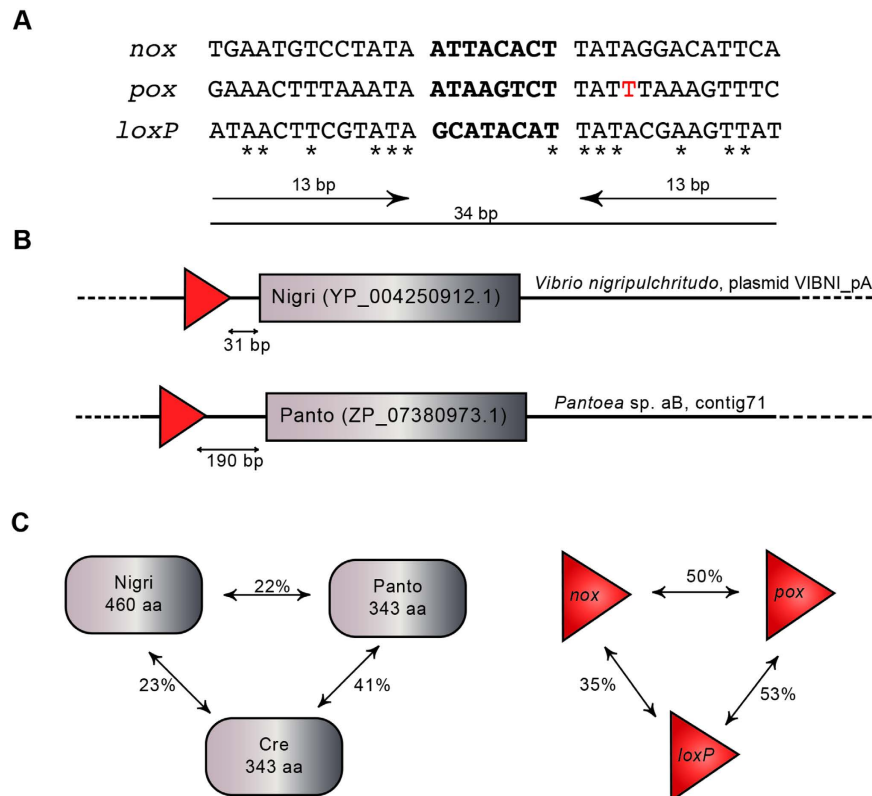 A
nox TGAATGTCCTATA ATTACACT TATAGGACATTCA
pox GAAACTTTAAATA ATAAGTCT TATTTAAAGTTTC
loxP ATAACTTCGTATA GCATACAT TATACGAAGTTAT
** * *** * *** * **
13 bp 13 bp
34 bp
B
Nigri (YP_004250912.1) Vibrio nigripulchritudo, plasmid VIBNI_pA
31 bp
Panto (ZP_07380973.1) Pantoea sp. aB, contig71
190 bp
C
Nigri
460 aa
22%
Panto
343 aa
23%
41%
Cre
343 aa
nox
50%
pox
35%
53%
loxP